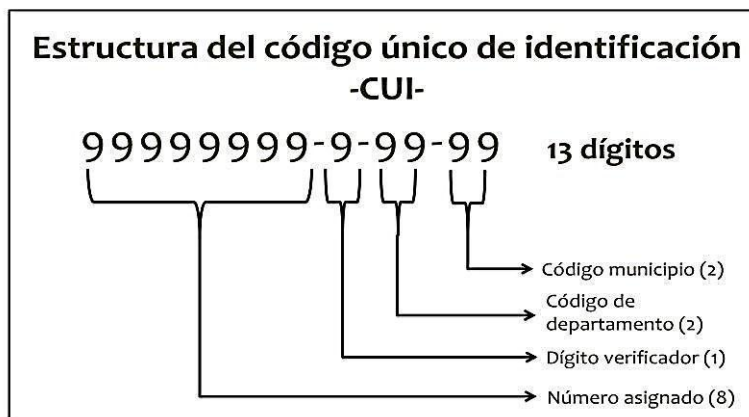 Estructura del código único de identificación
-CUI-
99999999-9-99-99 13 dígitos
Código municipio (2)
Código de
departamento (2)
Dígito verificador (1)
Número asignado (8)